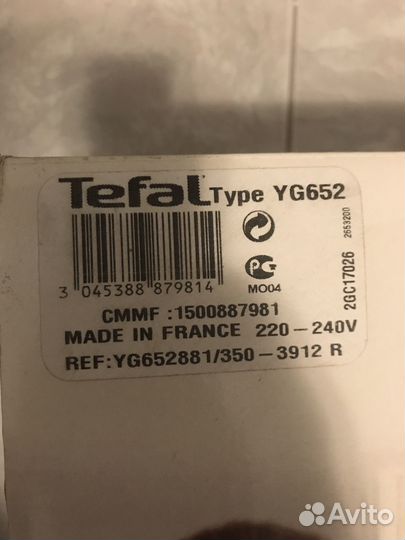 Tefal Type YG652
3 045388 879814
PG
MO04
2GC17026 2653200
CMMF :1500887981
MADE IN FRANCE 220-240V
REF:YG652881/350-3912 R
Avito